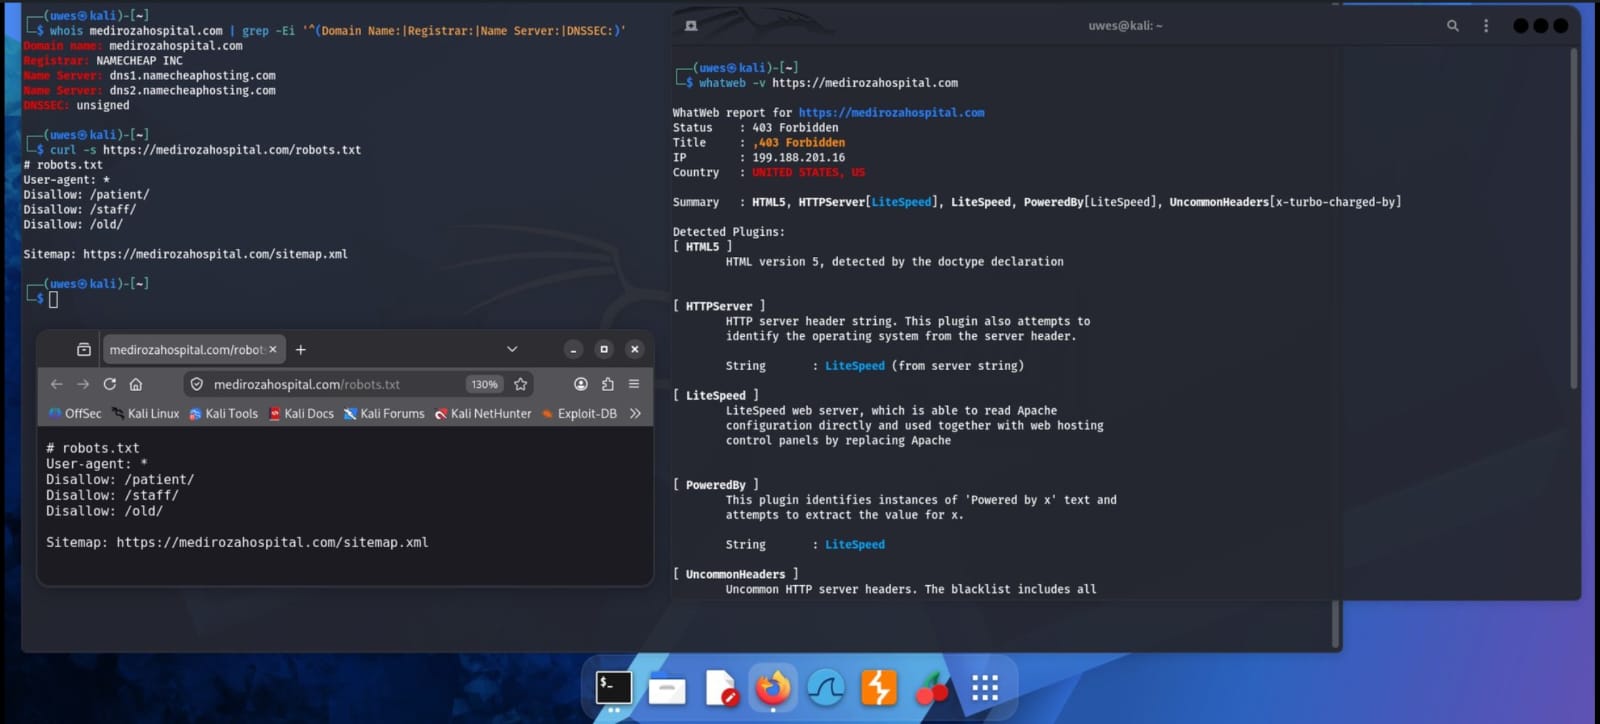 (uwes㉿kali)-[~]
$ whois medirozahospital.com | grep -Ei '^(Domain Name:|Registrar:|Name Server:|DNSSEC:)'
Domain name: medirozahospital.com
Registrar: NAMECHEAP INC
Name Server: dns1.namecheaphosting.com
Name Server: dns2.namecheaphosting.com
DNSSEC: unsigned
(uwes㉿kali)-[~]
$ curl -s https://medirozahospital.com/robots.txt
# robots.txt
User-agent: *
Disallow: /patient/
Disallow: /staff/
Disallow: /old/
Sitemap: https://medirozahospital.com/sitemap.xml
(uwes㉿kali)-[~]
$
medirozahospital.com/robot
medirozahospital.com/robots.txt 130%
OffSec Kali Linux Kali Tools Kali Docs Kali Forums Kali NetHunter Exploit-DB
# robots.txt
User-agent: *
Disallow: /patient/
Disallow: /staff/
Disallow: /old/
Sitemap: https://medirozahospital.com/sitemap.xml
uwes@kali: ~
(uwes㉿kali)-[~]
$ whatweb -v https://medirozahospital.com
WhatWeb report for https://medirozahospital.com
Status : 403 Forbidden
Title : ,403 Forbidden
IP : 199.188.201.16
Country : UNITED STATES, US
Summary : HTML5, HTTPServer[LiteSpeed], LiteSpeed, PoweredBy[LiteSpeed], UncommonHeaders[x-turbo-charged-by]
Detected Plugins:
[ HTML5 ]
HTML version 5, detected by the doctype declaration
[ HTTPServer ]
HTTP server header string. This plugin also attempts to
identify the operating system from the server header.
String : LiteSpeed (from server string)
[ LiteSpeed ]
LiteSpeed web server, which is able to read Apache
configuration directly and used together with web hosting
control panels by replacing Apache
[ PoweredBy ]
This plugin identifies instances of 'Powered by x' text and
attempts to extract the value for x.
String : LiteSpeed
[ UncommonHeaders ]
Uncommon HTTP server headers. The blacklist includes all
$_